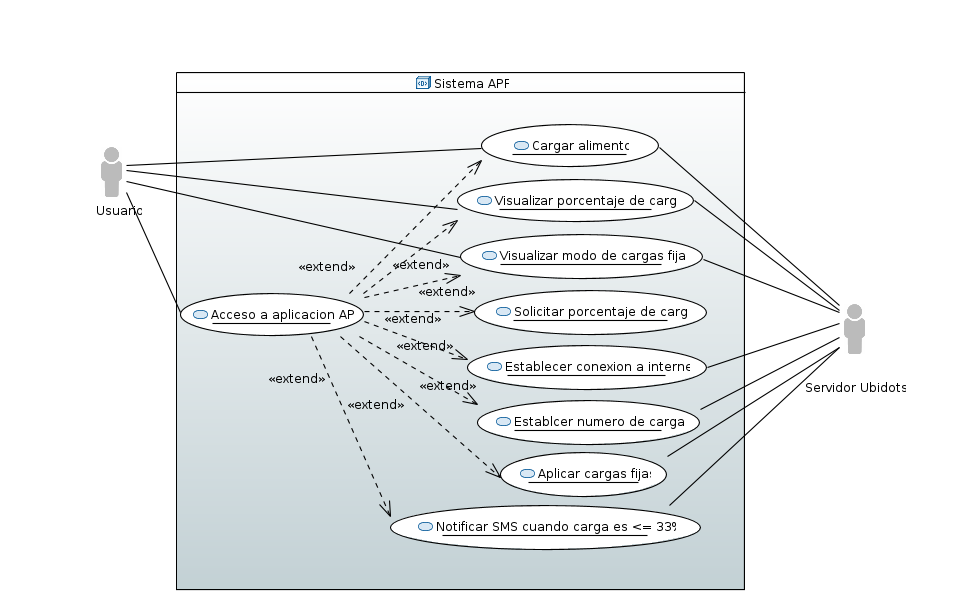 Sistema APF
Cargar alimento
Usuario
Visualizar porcentaje de carg
Visualizar modo de cargas fija
«extend»
«extend»
«extend»
Acceso a aplicacion AP
Solicitar porcentaje de carg
«extend»
«extend»
Establecer conexion a interne
«extend»
«extend»
Servidor Ubidots
«extend»
Establcer numero de carga
Aplicar cargas fijas
Notificar SMS cuando carga es <= 33%